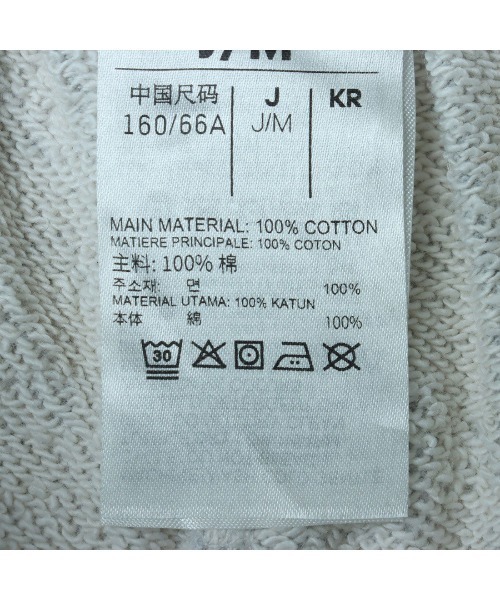 J/M
中国尺码 J KR
160/66A J/M
MAIN MATERIAL: 100% COTTON
MATIERE PRINCIPALE: 100% COTON
主料: 100% 棉
주소재: 면 100%
MATERIAL UTAMA: 100% KATUN
本体 綿 100%
30